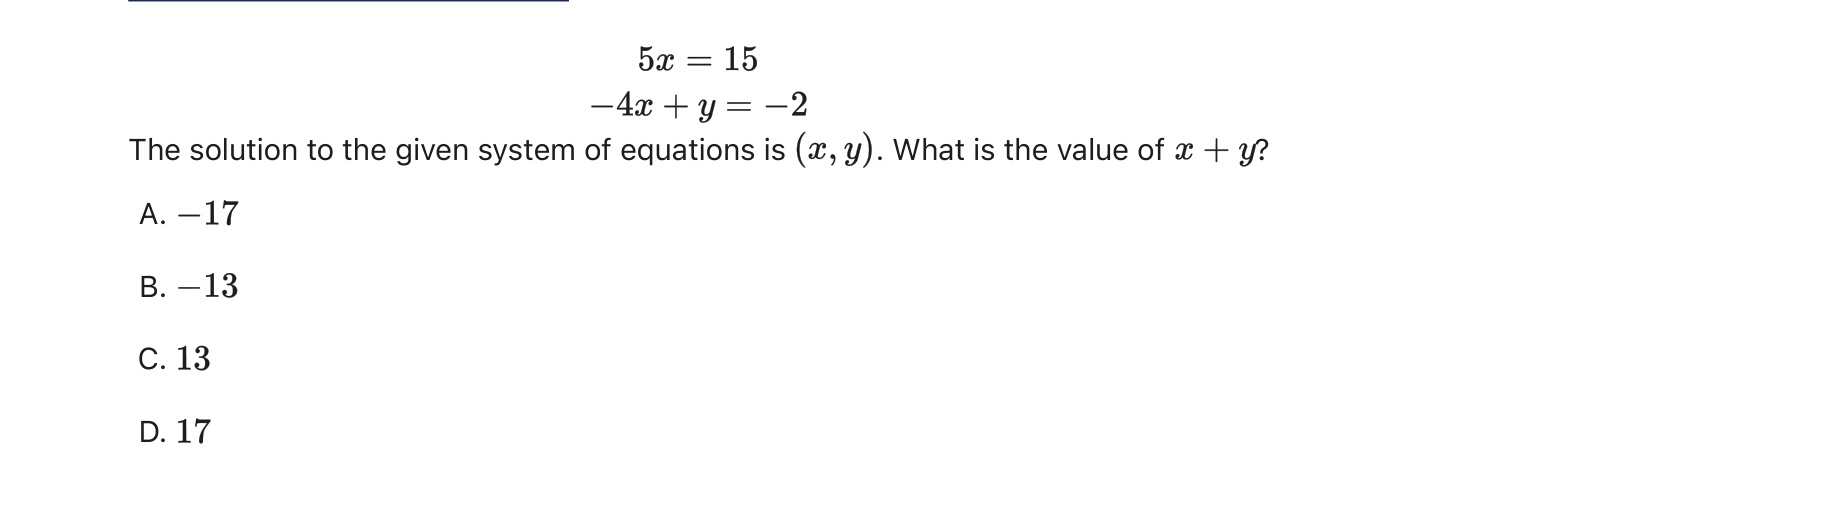 5x = 15
−4x + y = −2
The solution to the given system of equations is (x, y). What is the value of x + y?
A. −17
B. −13
C. 13
D. 17